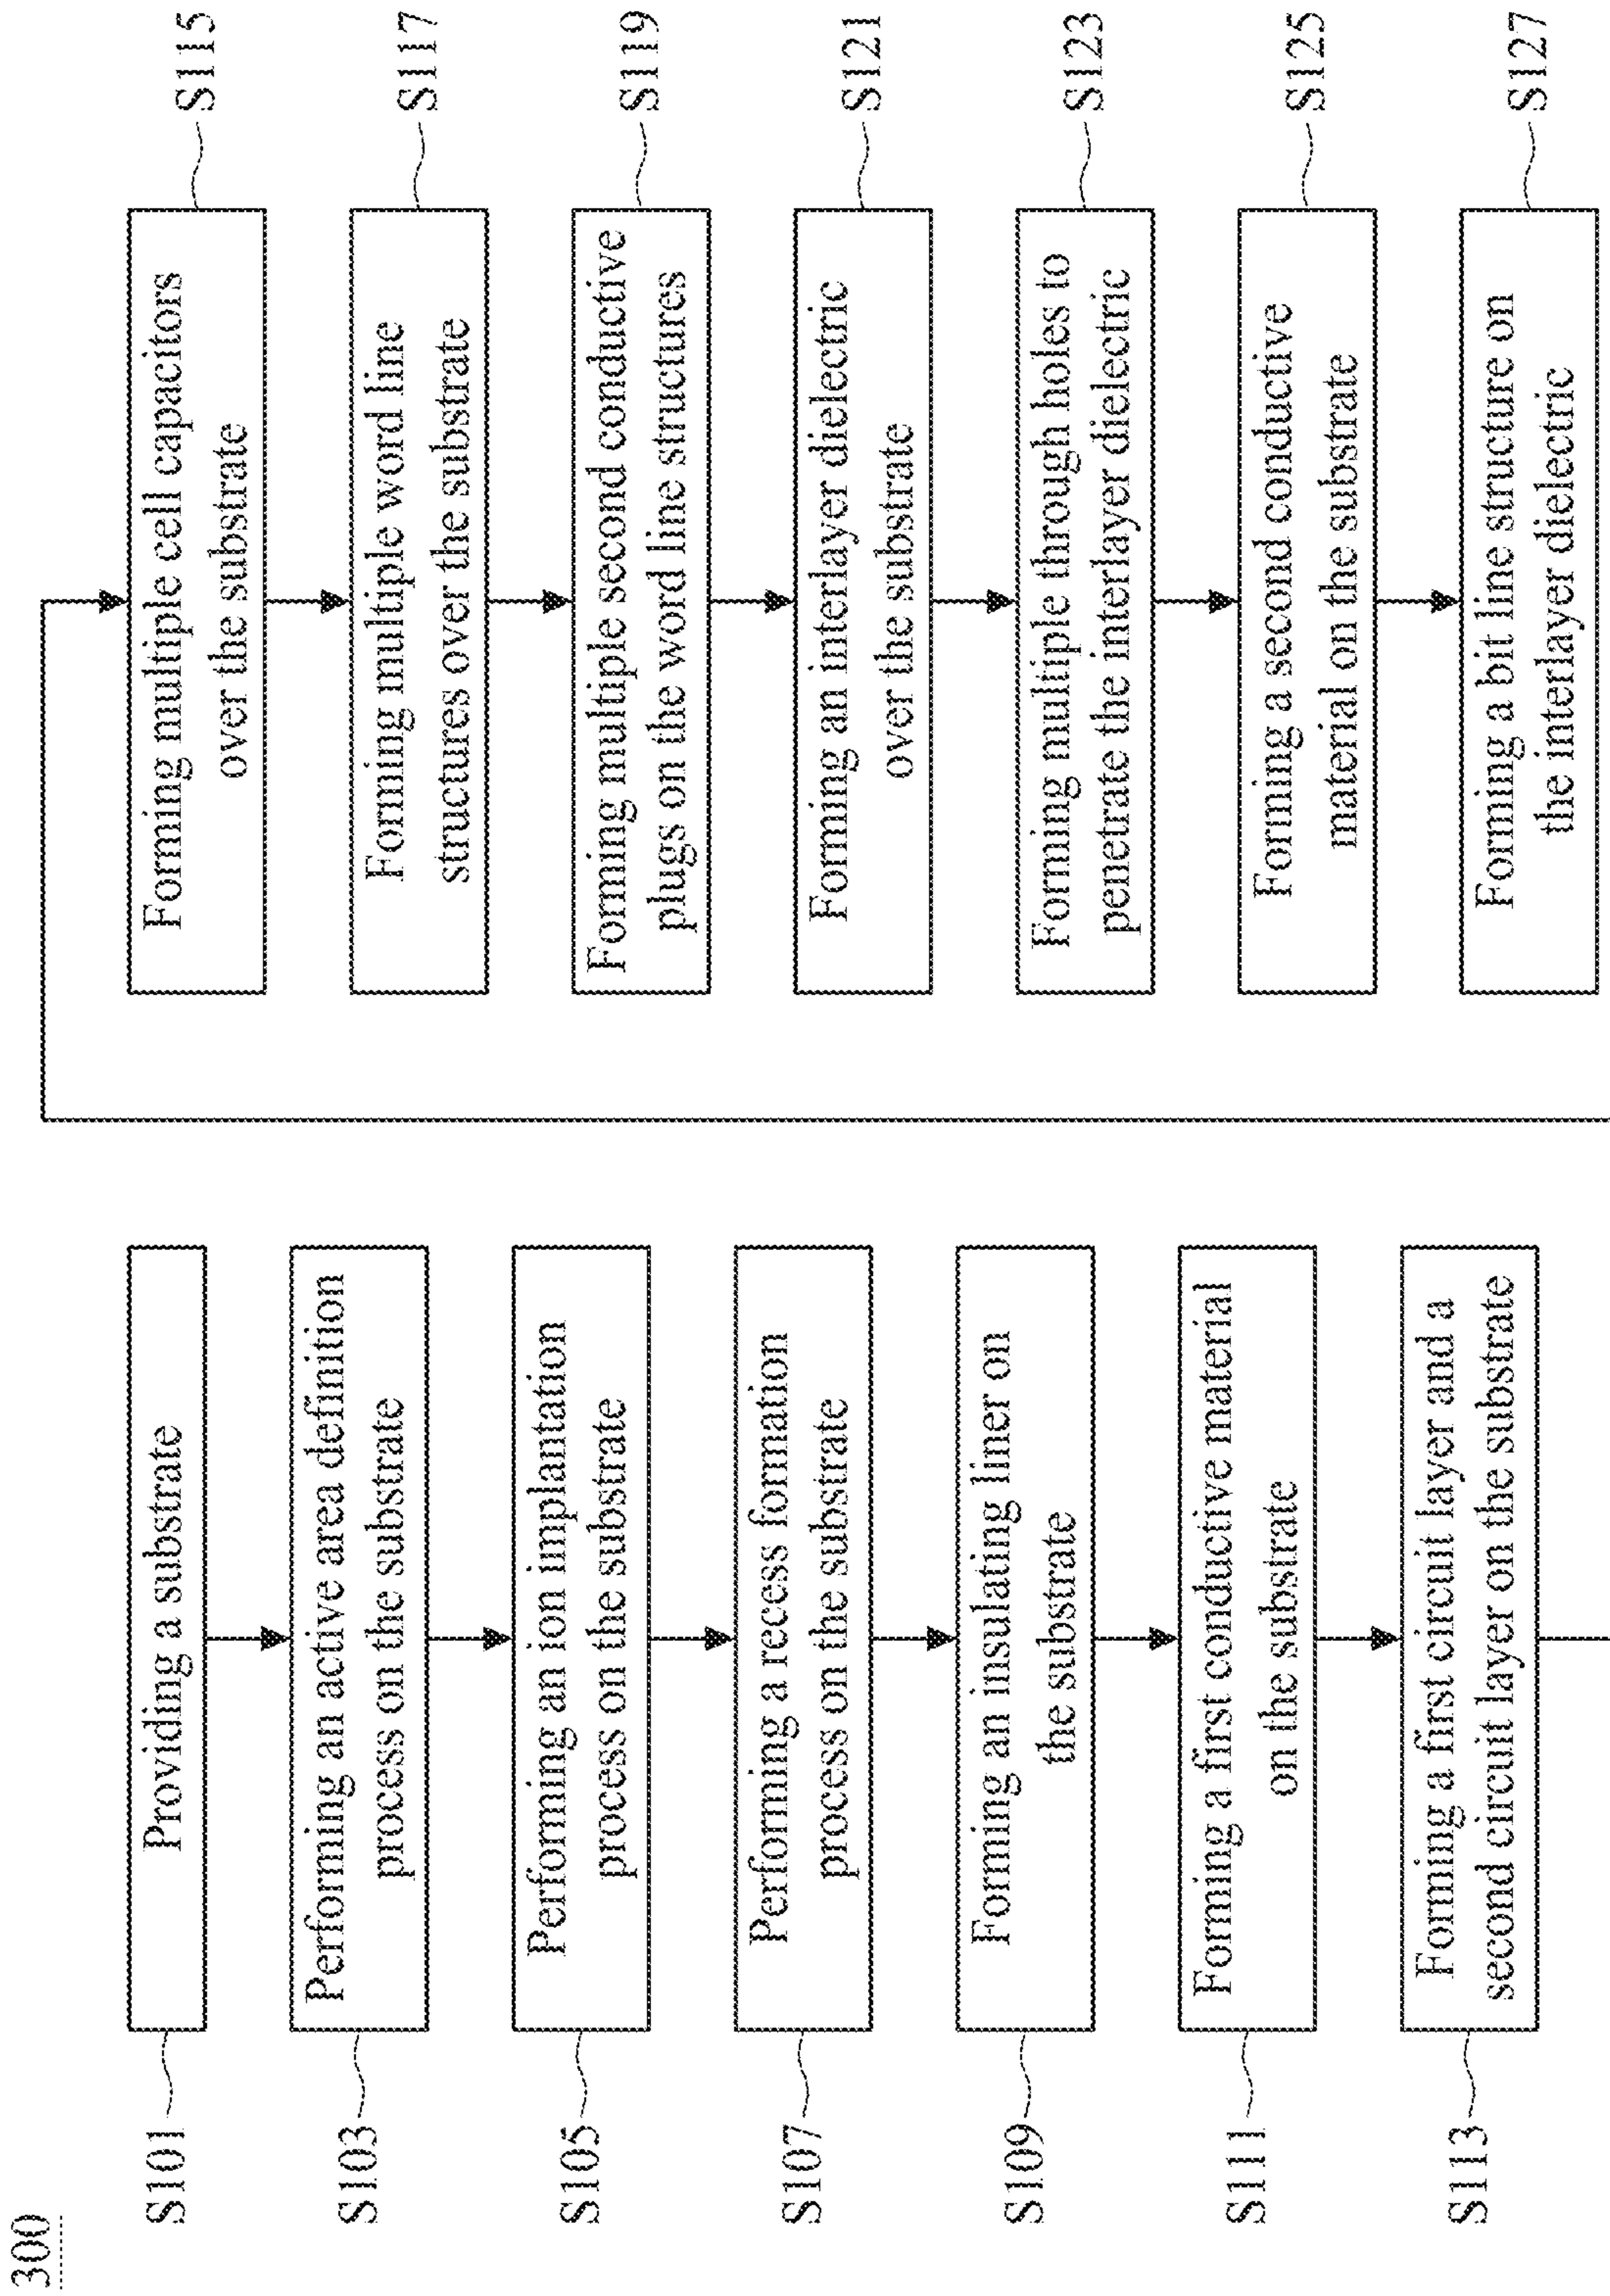 300
S101
Providing a substrate
S103
Performing an active area definition
process on the substrate
S105
Performing an ion implantation
process on the substrate
S107
Performing a recess formation
process on the substrate
S109
Forming an insulating liner on
the substrate
S111
Forming a first conductive material
on the substrate
S113
Forming a first circuit layer and a
second circuit layer on the substrate
Forming multiple cell capacitors
over the substrate
S115
Forming multiple word line
structures over the substrate
S117
Forming multiple second conductive
plugs on the word line structures
S119
Forming an interlayer dielectric
over the substrate
S121
Forming multiple through holes to
penetrate the interlayer dielectric
S123
Forming a second conductive
material on the substrate
S125
Forming a bit line structure on
the interlayer dielectric
S127